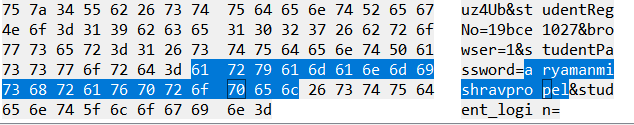 75 7a 34 55 62 26 73 74 75 64 65 6e 74 52 65 67 uz4Ub&st udentReg
4e 6f 3d 31 39 62 63 65 31 30 32 37 26 62 72 6f No=19bce 1027&bro
77 73 65 72 3d 31 26 73 74 75 64 65 6e 74 50 61 wser=1&s tudentPa
73 73 77 6f 72 64 3d 61 72 79 61 6d 61 6e 6d 69 ssword=a ryamanmi
73 68 72 61 76 70 72 6f 70 65 6c 26 73 74 75 64 shravpro pel&stud
65 6e 74 5f 6c 6f 67 69 6e 3d ent_logi n=